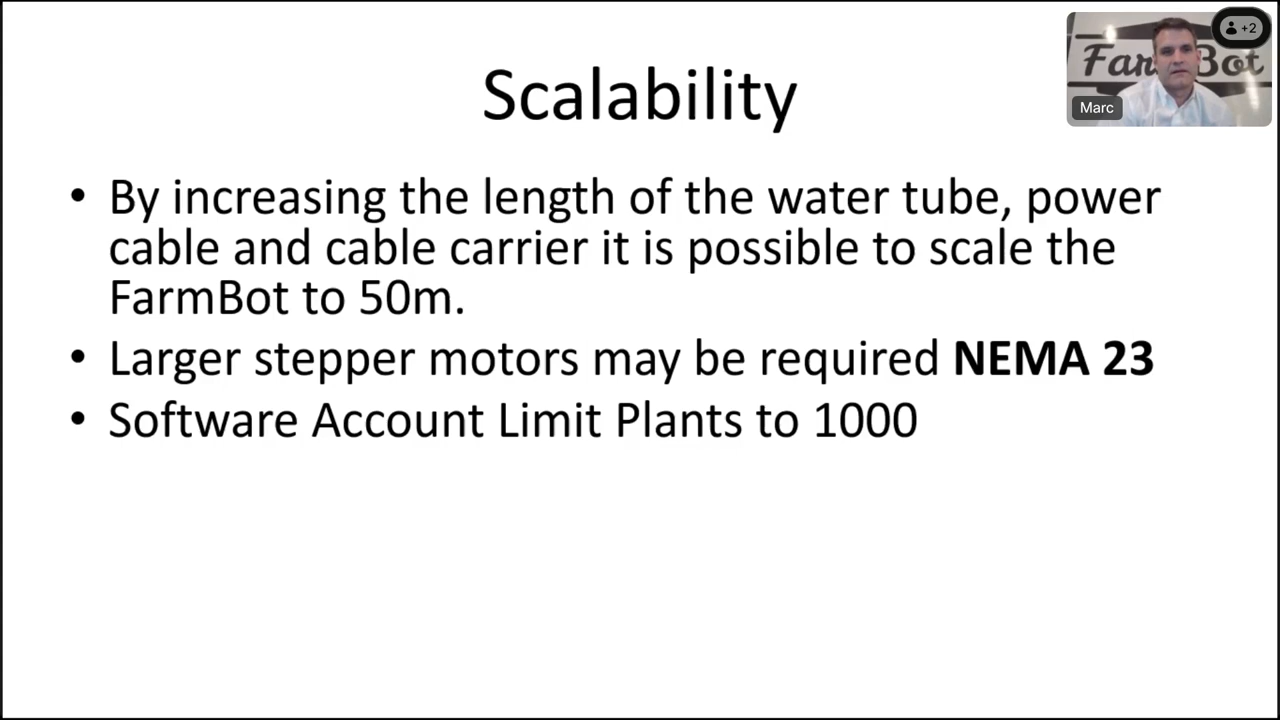 Scalability
• By increasing the length of the water tube, power
cable and cable carrier it is possible to scale the
FarmBot to 50m.
• Larger stepper motors may be required NEMA 23
• Software Account Limit Plants to 1000
+2
FarmBot
Marc